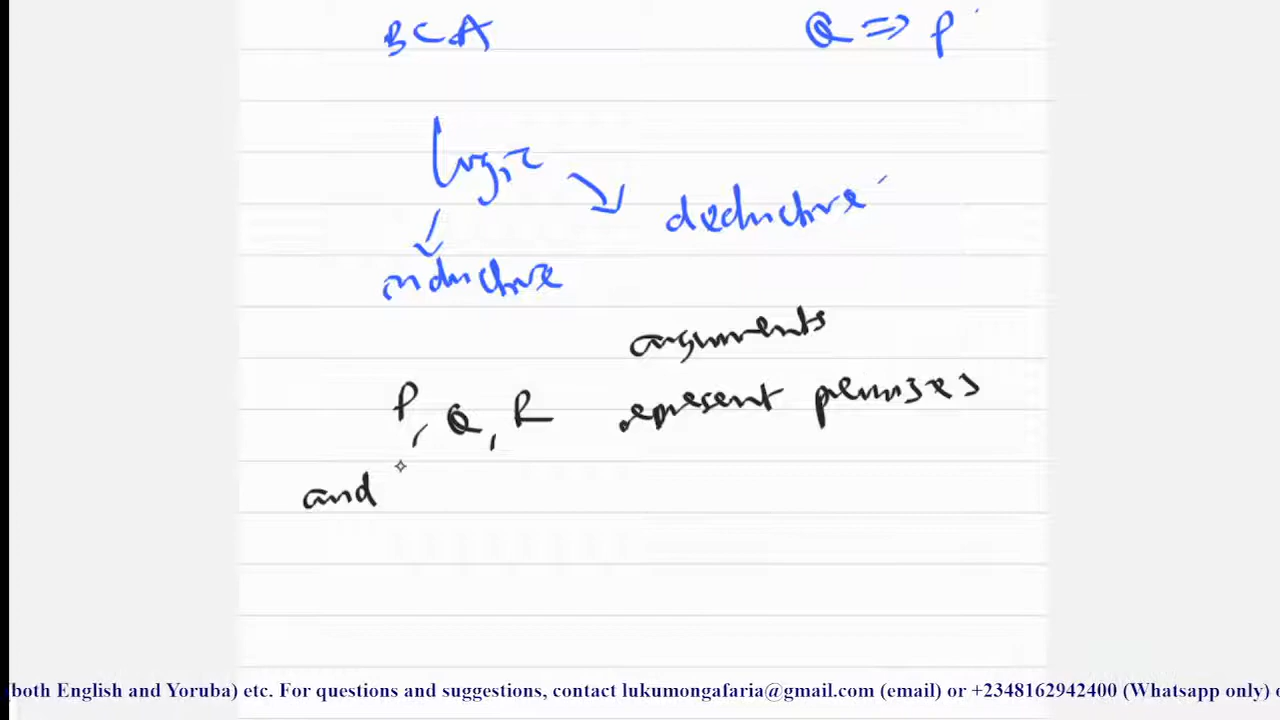 B ⊂ A Q ⇒ P
Logic
deductive
inductive
arguments
P, Q, R represent premises
and
(both English and Yoruba) etc. For questions and suggestions, contact lukumongafaria@gmail.com (email) or +2348162942400 (Whatsapp only) o